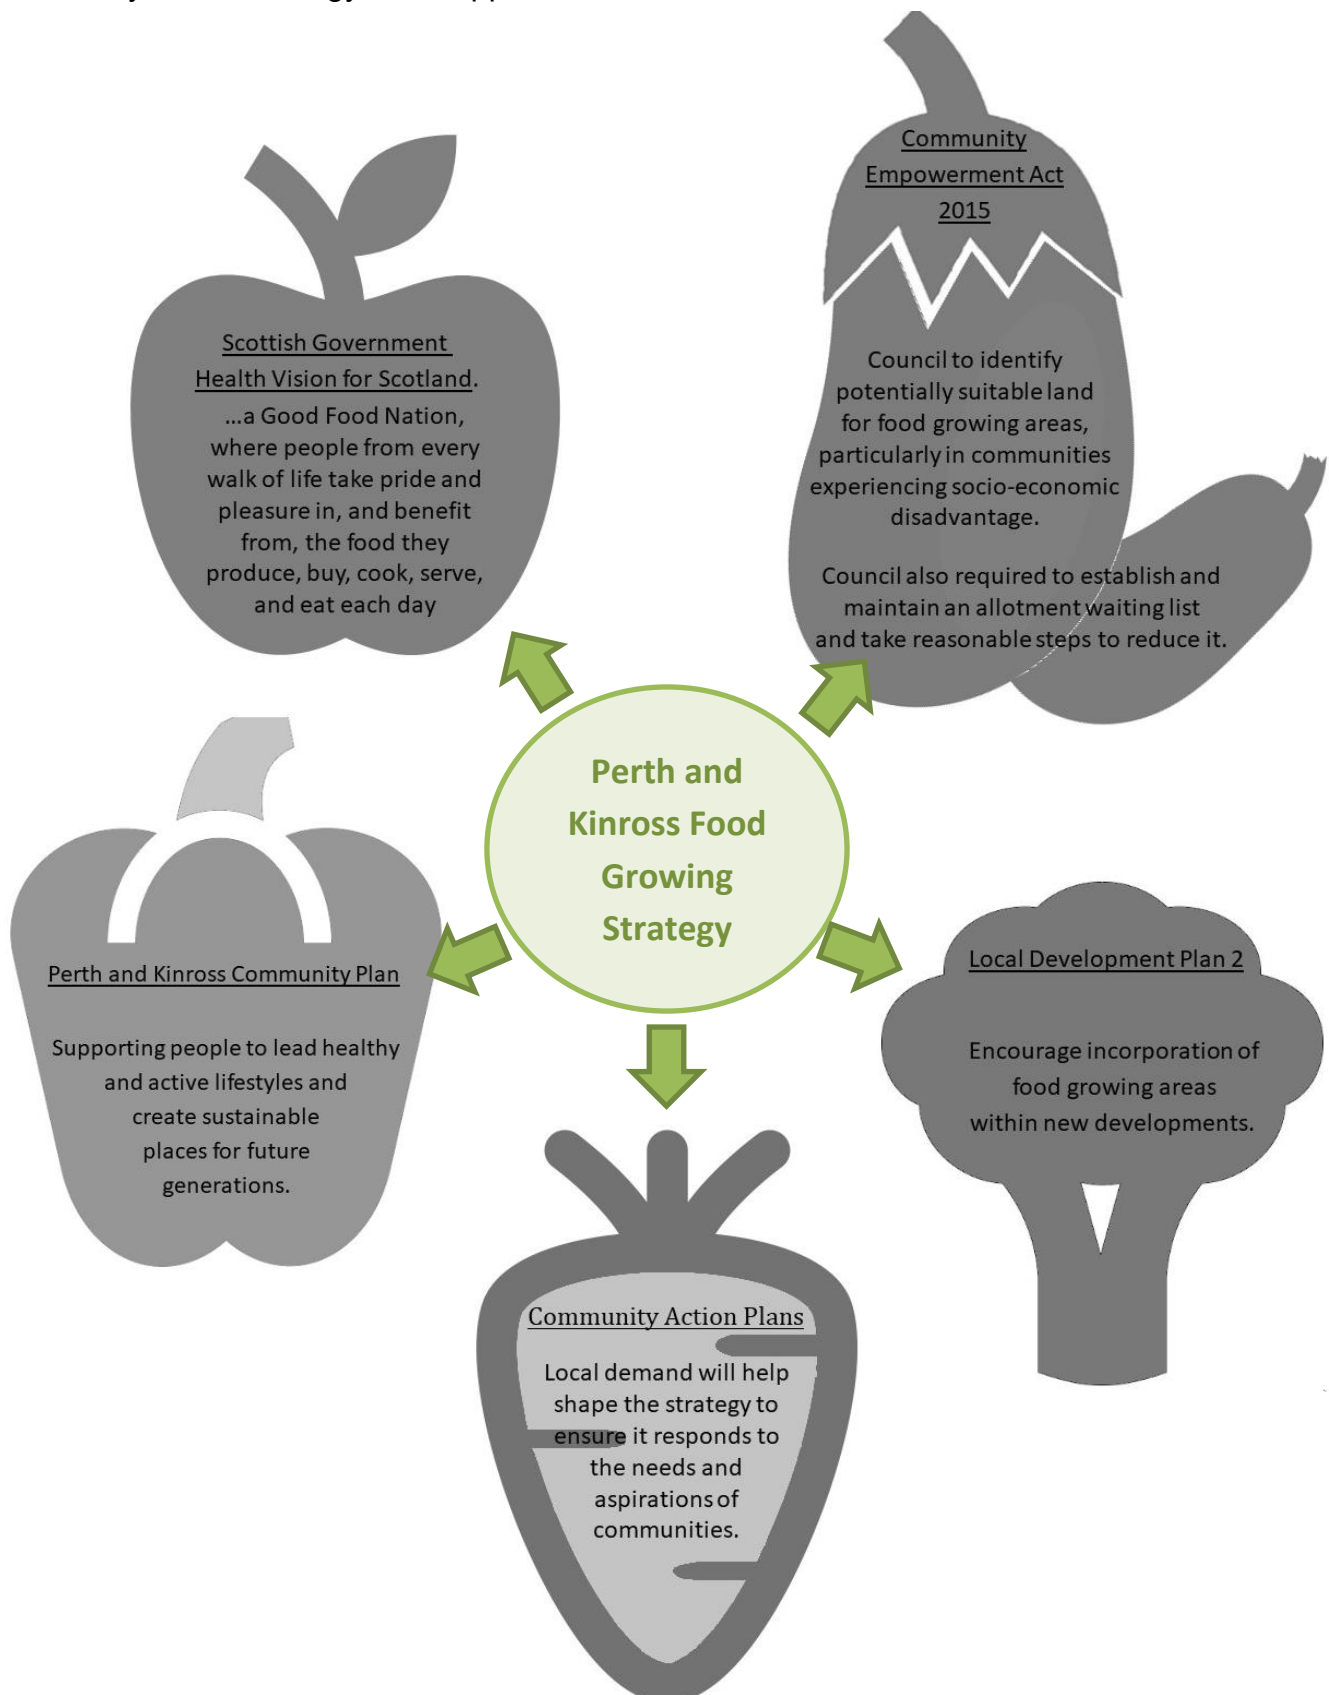 Scottish Government
Health Vision for Scotland.
...a Good Food Nation,
where people from every
walk of life take pride and
pleasure in, and benefit
from, the food they
produce, buy, cook, serve,
and eat each day
Community
Empowerment Act
2015
Council to identify
potentially suitable land
for food growing areas,
particularly in communities
experiencing socio-economic
disadvantage.
Council also required to establish and
maintain an allotment waiting list
and take reasonable steps to reduce it.
Perth and
Kinross Food
Growing
Strategy
Perth and Kinross Community Plan
Supporting people to lead healthy
and active lifestyles and
create sustainable
places for future
generations.
Local Development Plan 2
Encourage incorporation of
food growing areas
within new developments.
Community Action Plans
Local demand will help
shape the strategy to
ensure it responds to
the needs and
aspirations of
communities.